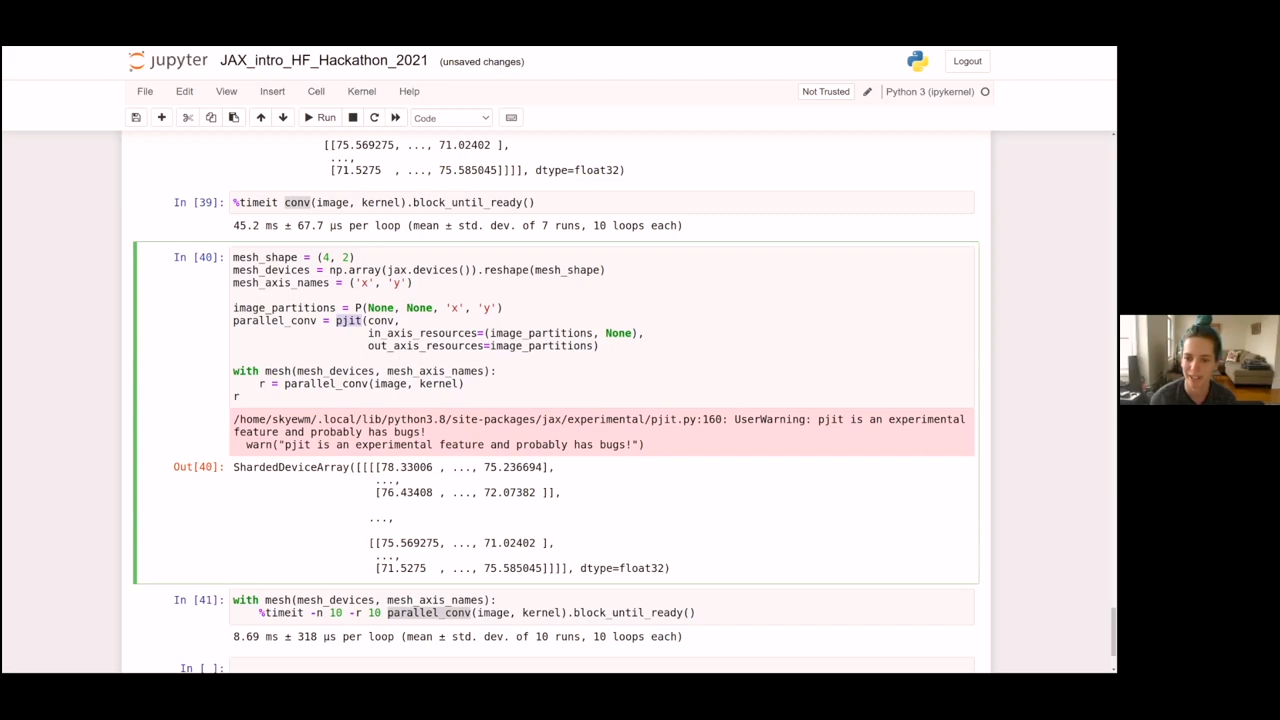 jupyter JAX_intro_HF_Hackathon_2021 (unsaved changes) Logout
File Edit View Insert Cell Kernel Help Not Trusted Python 3 (ipykernel)
Run Code
[[75.569275, ..., 71.02402 ],
...,
[71.5275  , ..., 75.585045]]]], dtype=float32)
In [39]: %timeit conv(image, kernel).block_until_ready()
45.2 ms ± 67.7 µs per loop (mean ± std. dev. of 7 runs, 10 loops each)
In [40]: mesh_shape = (4, 2)
mesh_devices = np.array(jax.devices()).reshape(mesh_shape)
mesh_axis_names = ('x', 'y')
image_partitions = P(None, None, 'x', 'y')
parallel_conv = pjit(conv,
in_axis_resources=(image_partitions, None),
out_axis_resources=image_partitions)
with mesh(mesh_devices, mesh_axis_names):
r = parallel_conv(image, kernel)
r
/home/skyewm/.local/lib/python3.8/site-packages/jax/experimental/pjit.py:160: UserWarning: pjit is an experimental
feature and probably has bugs!
warn("pjit is an experimental feature and probably has bugs!")
Out[40]: ShardedDeviceArray([[[[78.33006 , ..., 75.236694],
...,
[76.43408 , ..., 72.07382 ]],
...,
[[75.569275, ..., 71.02402 ],
...,
[71.5275  , ..., 75.585045]]]], dtype=float32)
In [41]: with mesh(mesh_devices, mesh_axis_names):
%timeit -n 10 -r 10 parallel_conv(image, kernel).block_until_ready()
8.69 ms ± 318 µs per loop (mean ± std. dev. of 10 runs, 10 loops each)
In [ ]: